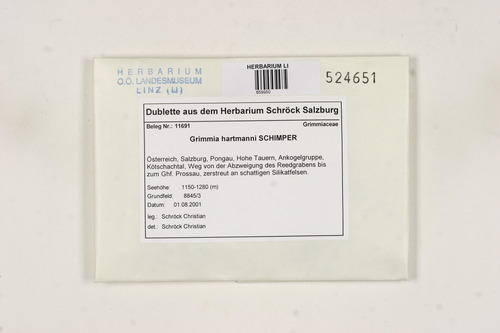 HERBARIUM
O.Ö. LANDESMUSEUM
LINZ (LI)
HERBARIUM LI
524651
Dublette aus dem Herbarium Schröck Salzburg
Beleg Nr.: 11691 Grimmiaceae
Grimmia hartmanni SCHIMPER
Österreich, Salzburg, Pongau, Hohe Tauern, Ankogelgruppe,
Kötschachtal, Weg von der Abzweigung des Reedgrabens bis
zum Ghf. Prossau, zerstreut an schattigen Silikatfelsen.
Seehöhe: 1150-1280 (m)
Grundfeld: 8845/3
Datum: 01.08.2001
leg.: Schröck Christian
det.: Schröck Christian